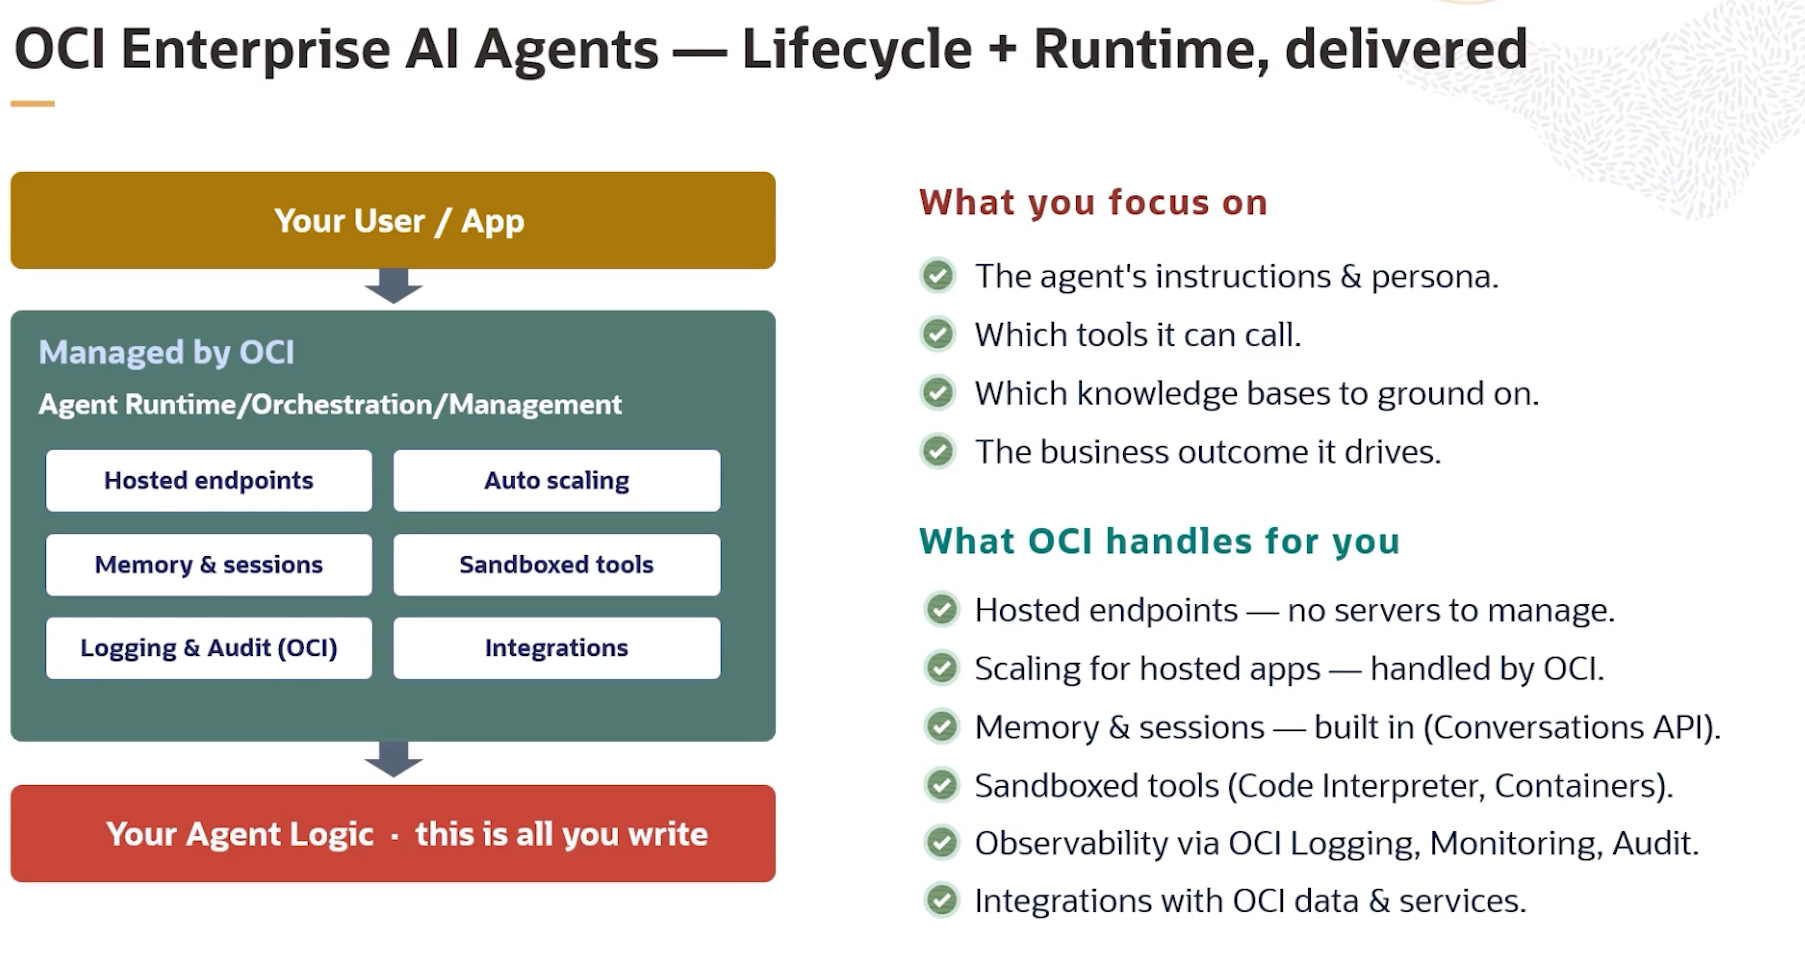 OCI Enterprise AI Agents — Lifecycle + Runtime, delivered
Your User / App
Managed by OCI
Agent Runtime/Orchestration/Management
Hosted endpoints
Auto scaling
Memory & sessions
Sandboxed tools
Logging & Audit (OCI)
Integrations
Your Agent Logic · this is all you write
What you focus on
The agent's instructions & persona.
Which tools it can call.
Which knowledge bases to ground on.
The business outcome it drives.
What OCI handles for you
Hosted endpoints — no servers to manage.
Scaling for hosted apps — handled by OCI.
Memory & sessions — built in (Conversations API).
Sandboxed tools (Code Interpreter, Containers).
Observability via OCI Logging, Monitoring, Audit.
Integrations with OCI data & services.